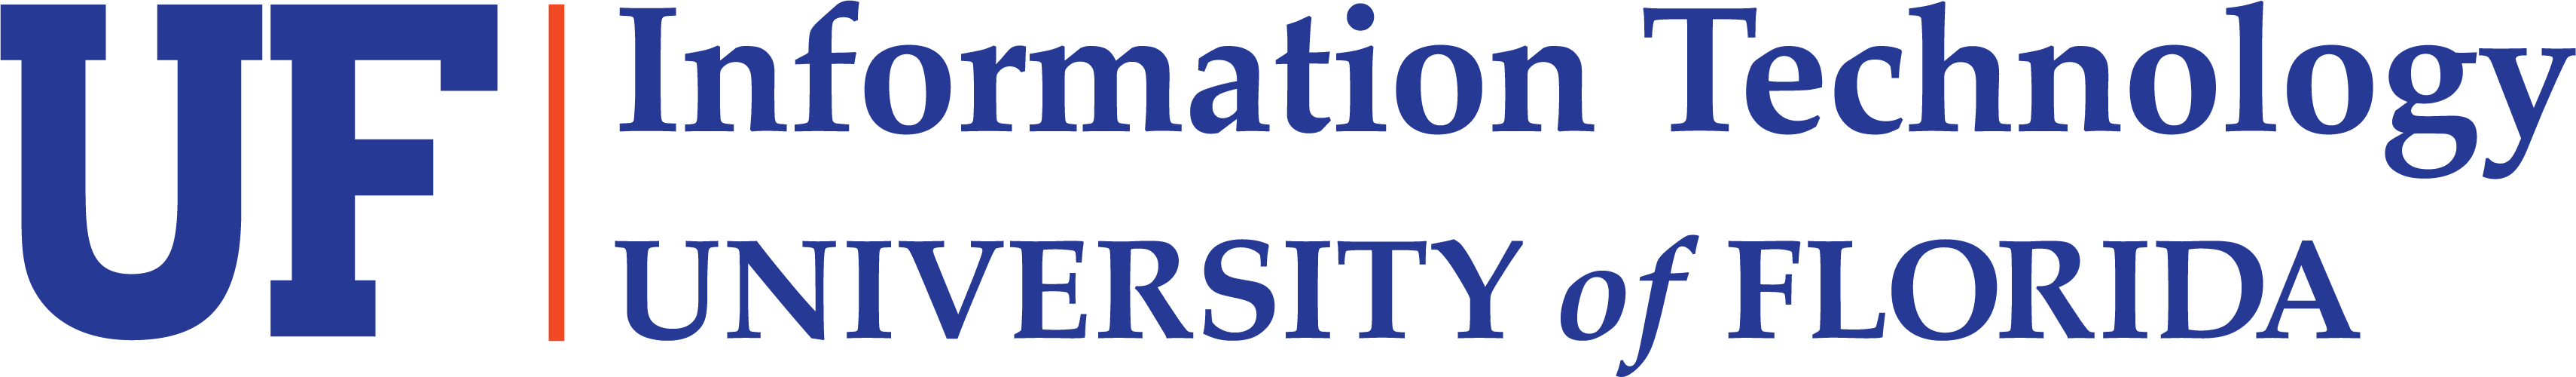 UF
Information Technology
UNIVERSITY of FLORIDA